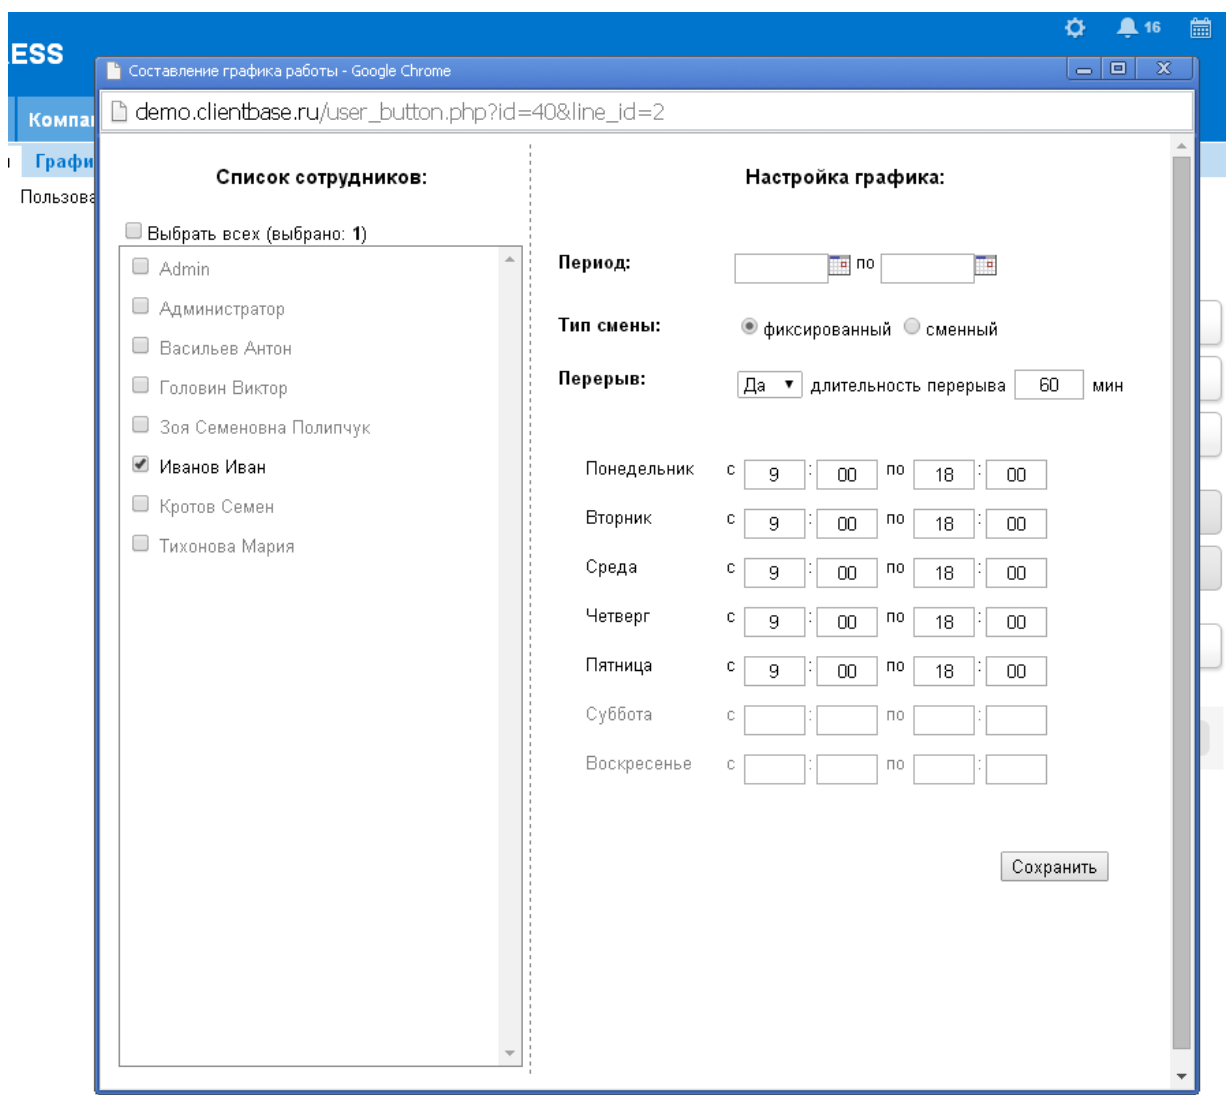 16
ESS
Составление графика работы - Google Chrome
demo.clientbase.ru/user_button.php?id=40&line_id=2
Компа
Графи
Пользова
Список сотрудников:
Выбрать всех (выбрано: 1)
Admin
Администратор
Васильев Антон
Головин Виктор
Зоя Семеновна Полипчук
Иванов Иван
Кротов Семен
Тихонова Мария
Настройка графика:
Период: по
Тип смены: фиксированный сменный
Перерыв: Да длительность перерыва 60 мин
Понедельник с 9 : 00 по 18 : 00
Вторник с 9 : 00 по 18 : 00
Среда с 9 : 00 по 18 : 00
Четверг с 9 : 00 по 18 : 00
Пятница с 9 : 00 по 18 : 00
Суббота с : по :
Воскресенье с : по :
Сохранить